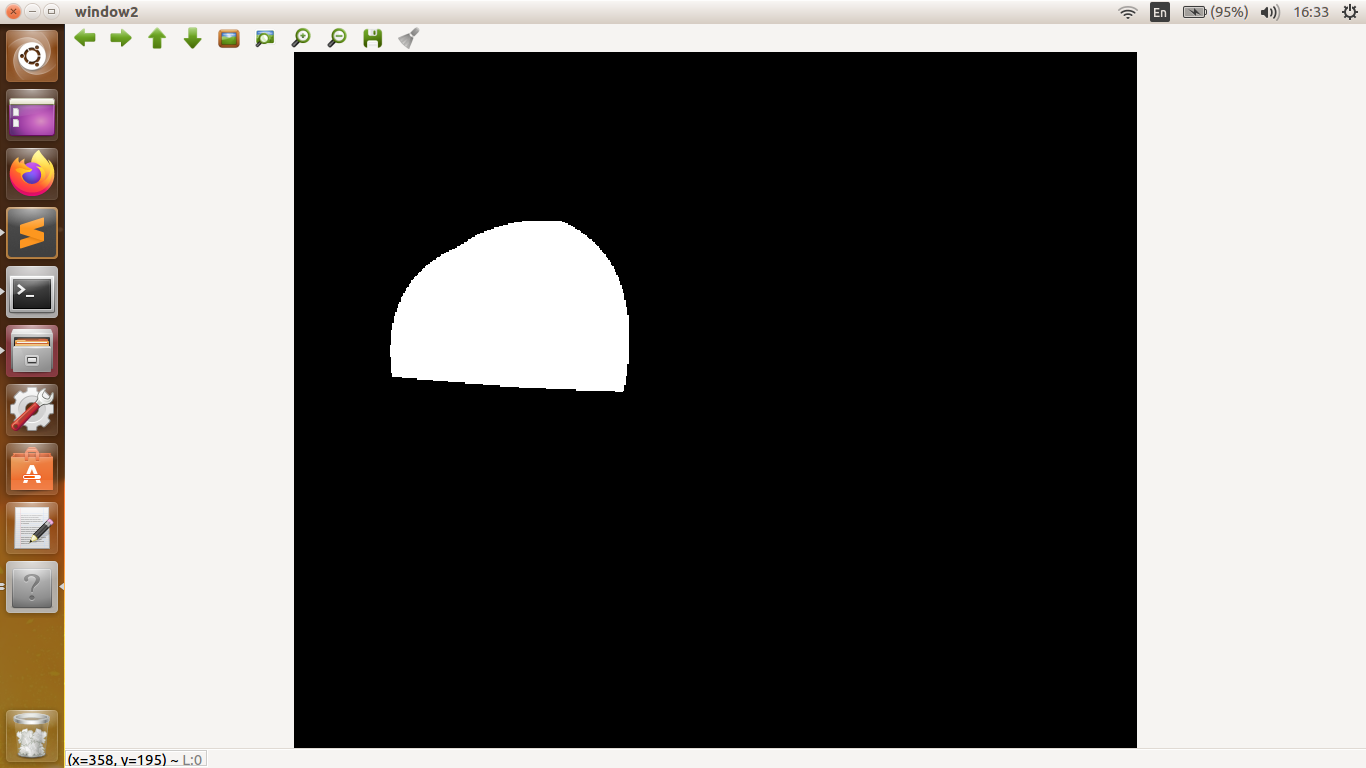 window2
En
(95%)
16:33
(x=358, y=195) ~ L:0